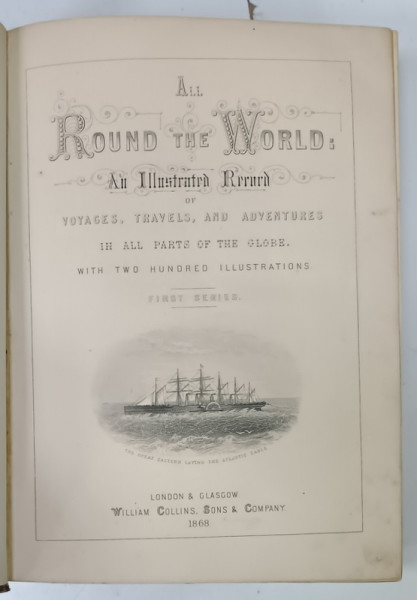 ALL
ROUND THE WORLD:
An Illustrated Record
OF
VOYAGES, TRAVELS, AND ADVENTURES
IN ALL PARTS OF THE GLOBE.
WITH TWO HUNDRED ILLUSTRATIONS.
FIRST SERIES.
THE GREAT EASTERN LAYING THE ATLANTIC CABLE
LONDON & GLASGOW
WILLIAM COLLINS, SONS & COMPANY
1868